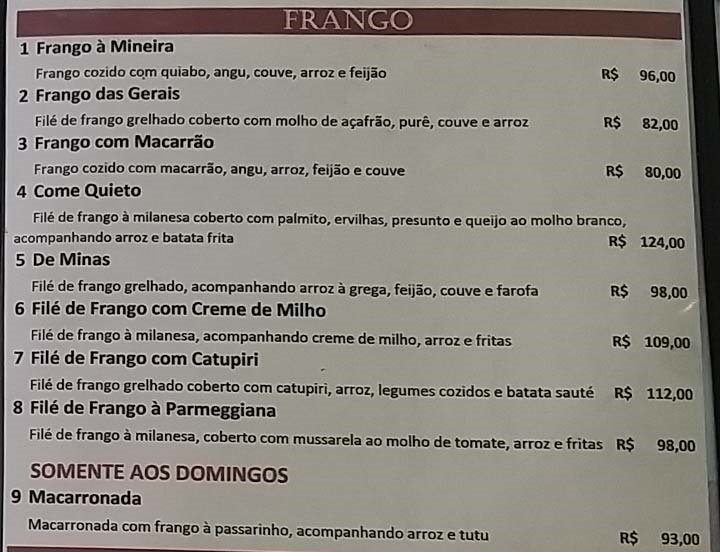 FRANGO
1 Frango à Mineira
Frango cozido com quiabo, angu, couve, arroz e feijão R$ 96,00
2 Frango das Gerais
Filé de frango grelhado coberto com molho de açafrão, purê, couve e arroz R$ 82,00
3 Frango com Macarrão
Frango cozido com macarrão, angu, arroz, feijão e couve R$ 80,00
4 Come Quieto
Filé de frango à milanesa coberto com palmito, ervilhas, presunto e queijo ao molho branco,
acompanhando arroz e batata frita R$ 124,00
5 De Minas
Filé de frango grelhado, acompanhando arroz à grega, feijão, couve e farofa R$ 98,00
6 Filé de Frango com Creme de Milho
Filé de frango à milanesa, acompanhando creme de milho, arroz e fritas R$ 109,00
7 Filé de Frango com Catupiri
Filé de frango grelhado coberto com catupiri, arroz, legumes cozidos e batata sauté R$ 112,00
8 Filé de Frango à Parmeggiana
Filé de frango à milanesa, coberto com mussarela ao molho de tomate, arroz e fritas R$ 98,00
SOMENTE AOS DOMINGOS
9 Macarronada
Macarronada com frango à passarinho, acompanhando arroz e tutu R$ 93,00